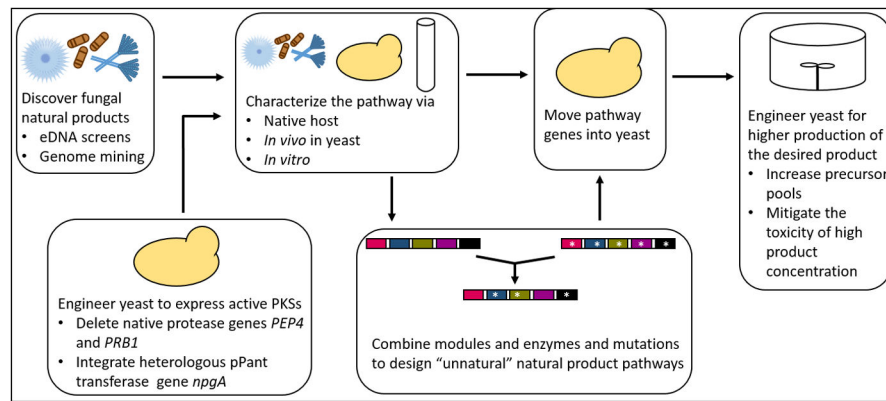 Discover fungal
natural products
• eDNA screens
• Genome mining
Characterize the pathway via
• Native host
• In vivo in yeast
• In vitro
Move pathway
genes into yeast
Engineer yeast for
higher production of
the desired product
• Increase precursor
pools
• Mitigate the
toxicity of high
product
concentration
Engineer yeast to express active PKSs
• Delete native protease genes PEP4
and PRB1
• Integrate heterologous pPant
transferase gene npgA
* * * * *
* * *
Combine modules and enzymes and mutations
to design “unnatural” natural product pathways